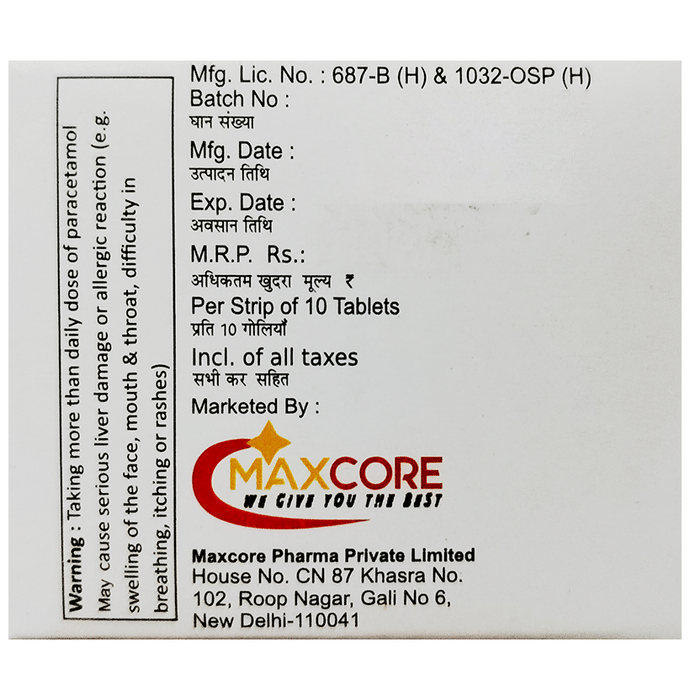 Warning : Taking more than daily dose of paracetamol
May cause serious liver damage or allergic reaction (e.g.
swelling of the face, mouth & throat, difficulty in
breathing, itching or rashes)
Mfg. Lic. No. : 687-B (H) & 1032-OSP (H)
Batch No :
घान संख्या
Mfg. Date :
उत्पादन तिथि
Exp. Date :
अवसान तिथि
M.R.P. Rs.:
अधिकतम खुदरा मूल्य ₹
Per Strip of 10 Tablets
प्रति 10 गोलियाँ
Incl. of all taxes
सभी कर सहित
Marketed By :
MAXCORE
WE GIVE YOU THE BEST
Maxcore Pharma Private Limited
House No. CN 87 Khasra No.
102, Roop Nagar, Gali No 6,
New Delhi-110041